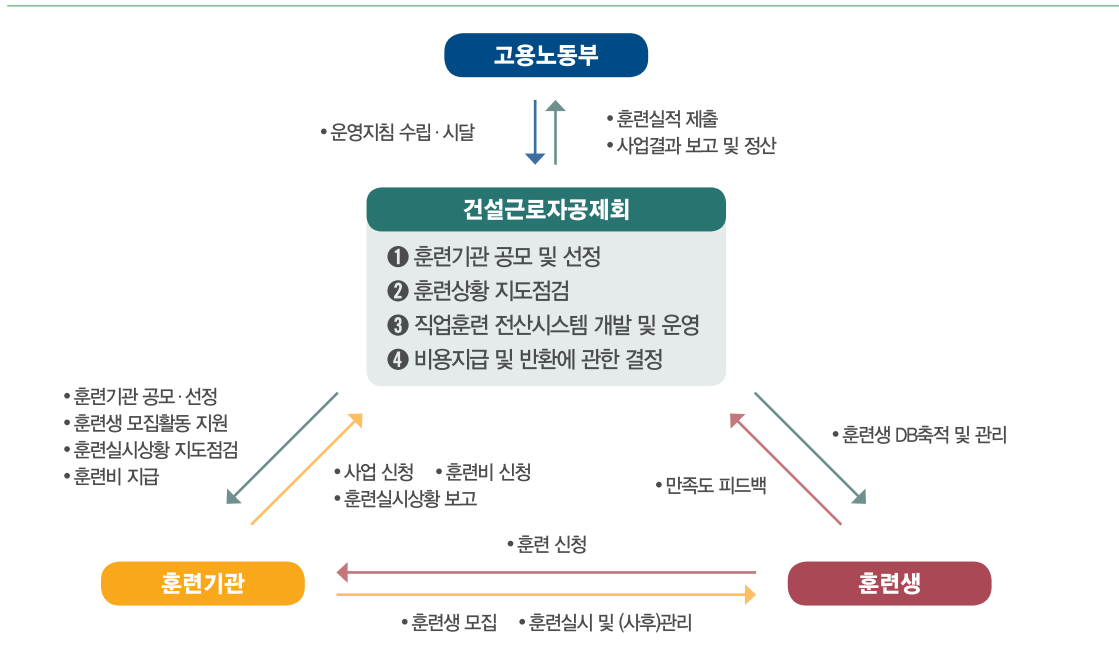 고용노동부
• 운영지침 수립·시달
• 훈련실적 제출
• 사업결과 보고 및 정산
건설근로자공제회
❶ 훈련기관 공모 및 선정
❷ 훈련상황 지도점검
❸ 직업훈련 전산시스템 개발 및 운영
❹ 비용지급 및 반환에 관한 결정
• 훈련기관 공모·선정
• 훈련생 모집활동 지원
• 훈련실시상황 지도점검
• 훈련비 지급
• 사업 신청 • 훈련비 신청
• 훈련실시상황 보고
• 훈련생 DB축적 및 관리
• 만족도 피드백
• 훈련 신청
훈련기관
훈련생
• 훈련생 모집 • 훈련실시 및 (사후)관리